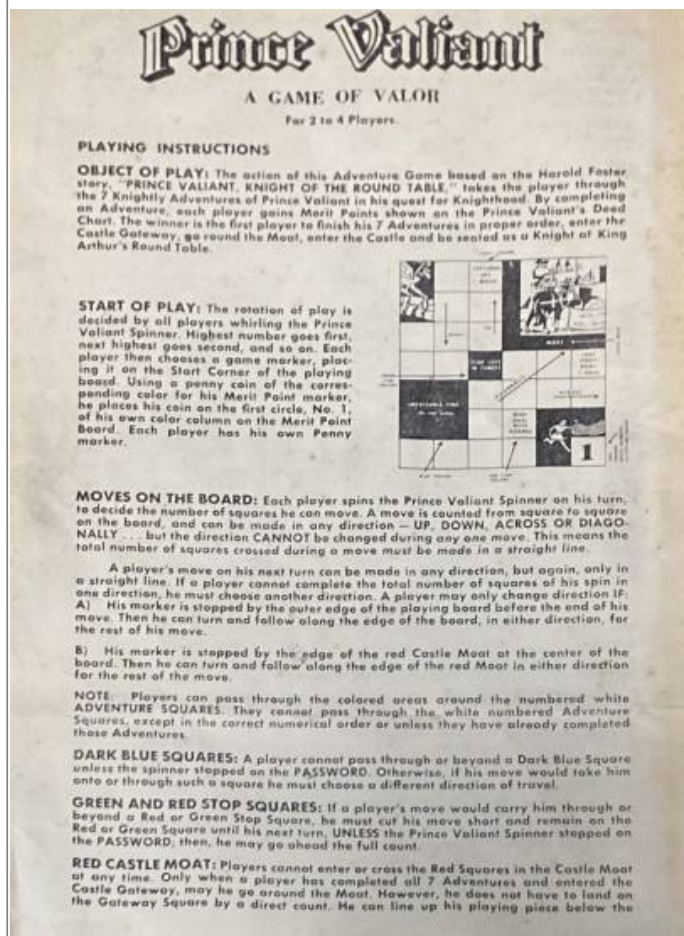 Prince Valiant
A GAME OF VALOR
For 2 to 4 Players.
PLAYING INSTRUCTIONS
OBJECT OF PLAY: The action of this Adventure Game based on the Harold Foster
story, "PRINCE VALIANT, KNIGHT OF THE ROUND TABLE," takes the player through
the 7 Knightly Adventures of Prince Valiant in his quest for Knighthood. By completing
an Adventure, each player gains Merit Points shown on the Prince Valiant's Deed
Chart. The winner is the first player to finish his 7 Adventures in proper order, enter the
Castle Gateway, go round the Moat, enter the Castle and be seated as a Knight of King
Arthur's Round Table.
START OF PLAY: The rotation of play is
decided by all players whirling the Prince
Valiant Spinner. Highest number goes first,
next highest goes second, and so on. Each
player then chooses a game marker, plac-
ing it on the Start Corner of the playing
board. Using a penny coin of the corres-
ponding color for his Merit Point marker,
he places his coin on the first circle, No. 1,
of his own color column on the Merit Point
Board. Each player has his own Penny
marker.
MOAT
1
MOVES ON THE BOARD: Each player spins the Prince Valiant Spinner on his turn,
to decide the number of squares he can move. A move is counted from square to square
on the board, and can be made in any direction — UP, DOWN, ACROSS OR DIAGO-
NALLY . . . but the direction CANNOT be changed during any one move. This means the
total number of squares crossed during a move must be made in a straight line.
A player's move on his next turn can be made in any direction, but again, only in
a straight line. If a player cannot complete the total number of squares of his spin in
one direction, he must choose another direction. A player may only change direction IF:
A) His marker is stopped by the outer edge of the playing board before the end of his
move. Then he can turn and follow along the edge of the board, in either direction, for
the rest of his move.
B) His marker is stopped by the edge of the red Castle Moat at the center of the
board. Then he can turn and follow along the edge of the red Moat in either direction
for the rest of the move.
NOTE: Players can pass through the colored areas around the numbered white
ADVENTURE SQUARES. They cannot pass through the white numbered Adventure
Squares, except in the correct numerical order or unless they have already completed
those Adventures.
DARK BLUE SQUARES: A player cannot pass through or beyond a Dark Blue Square
unless the spinner stopped on the PASSWORD. Otherwise, if his move would take him
onto or through such a square he must choose a different direction of travel.
GREEN AND RED STOP SQUARES: If a player's move would carry him through or
beyond a Red or Green Stop Square, he must cut his move short and remain on the
Red or Green Square until his next turn, UNLESS the Prince Valiant Spinner stopped on
the PASSWORD; then, he may go ahead the full count.
RED CASTLE MOAT: Players cannot enter or cross the Red Squares in the Castle Moat
at any time. Only when a player has completed all 7 Adventures and entered the
Castle Gateway, may he go around the Moat. However, he does not have to land on
the Gateway Square by a direct count. He can line up his playing piece below the